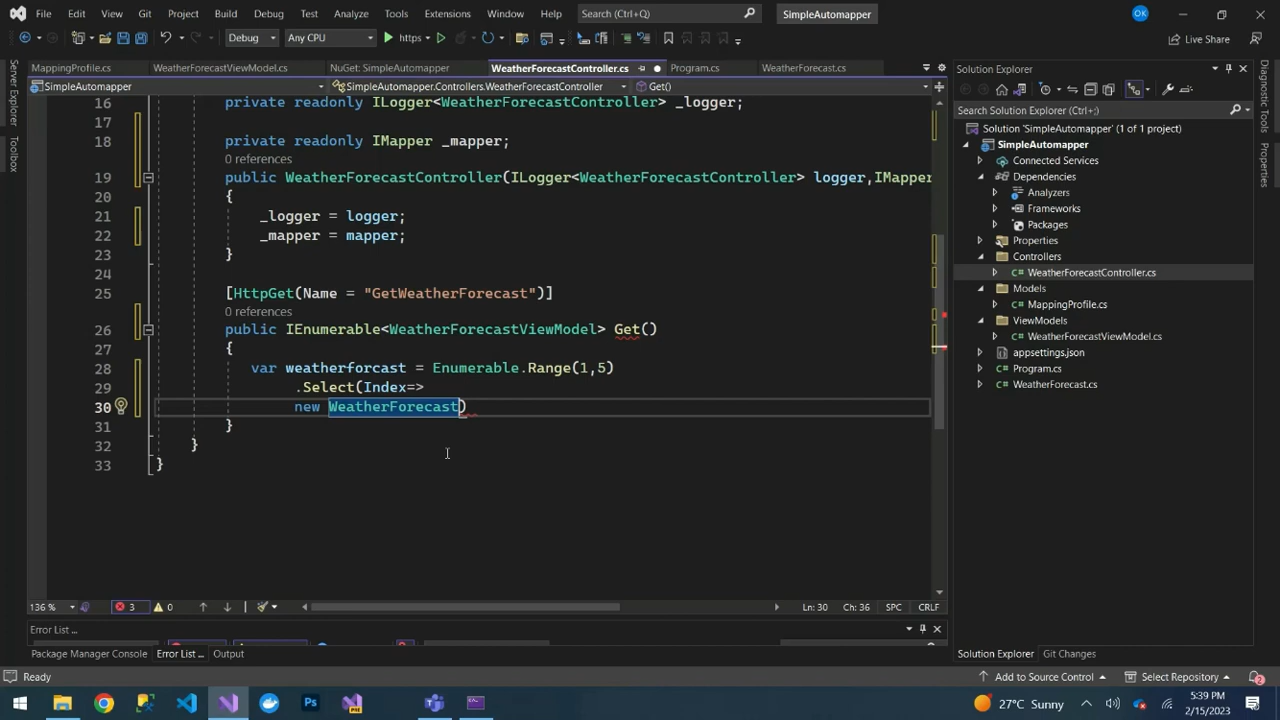 File Edit View Git Project Build Debug Test Analyze Tools Extensions Window Help Search (Ctrl+Q) SimpleAutomapper OK
Debug Any CPU https Live Share
MappingProfile.cs WeatherForecastViewModel.cs NuGet: SimpleAutomapper WeatherForecastController.cs Program.cs WeatherForecast.cs
SimpleAutomapper SimpleAutomapper.Controllers.WeatherForecastController Get()
Server Explorer
Toolbox
16 private readonly ILogger<WeatherForecastController> _logger;
17
18 private readonly IMapper _mapper;
0 references
19 public WeatherForecastController(ILogger<WeatherForecastController> logger,IMapper
20 {
21 _logger = logger;
22 _mapper = mapper;
23 }
24
25 [HttpGet(Name = "GetWeatherForecast")]
0 references
26 public IEnumerable<WeatherForecastViewModel> Get()
27 {
28 var weatherforcast = Enumerable.Range(1,5)
29 .Select(Index=>
30 new WeatherForecast)
31 }
32 }
33 }
136 % 3 0 Ln: 30 Ch: 36 SPC CRLF
Error List ...
Package Manager Console Error List ... Output
Solution Explorer
Search Solution Explorer (Ctrl+;)
Solution 'SimpleAutomapper' (1 of 1 project)
SimpleAutomapper
Connected Services
Dependencies
Analyzers
Frameworks
Packages
Properties
Controllers
C# WeatherForecastController.cs
Models
C# MappingProfile.cs
ViewModels
C# WeatherForecastViewModel.cs
appsettings.json
C# Program.cs
C# WeatherForecast.cs
Solution Explorer Git Changes
Diagnostic Tools
Properties
Ready Add to Source Control Select Repository 2
27°C Sunny 5:39 PM
2/15/2023